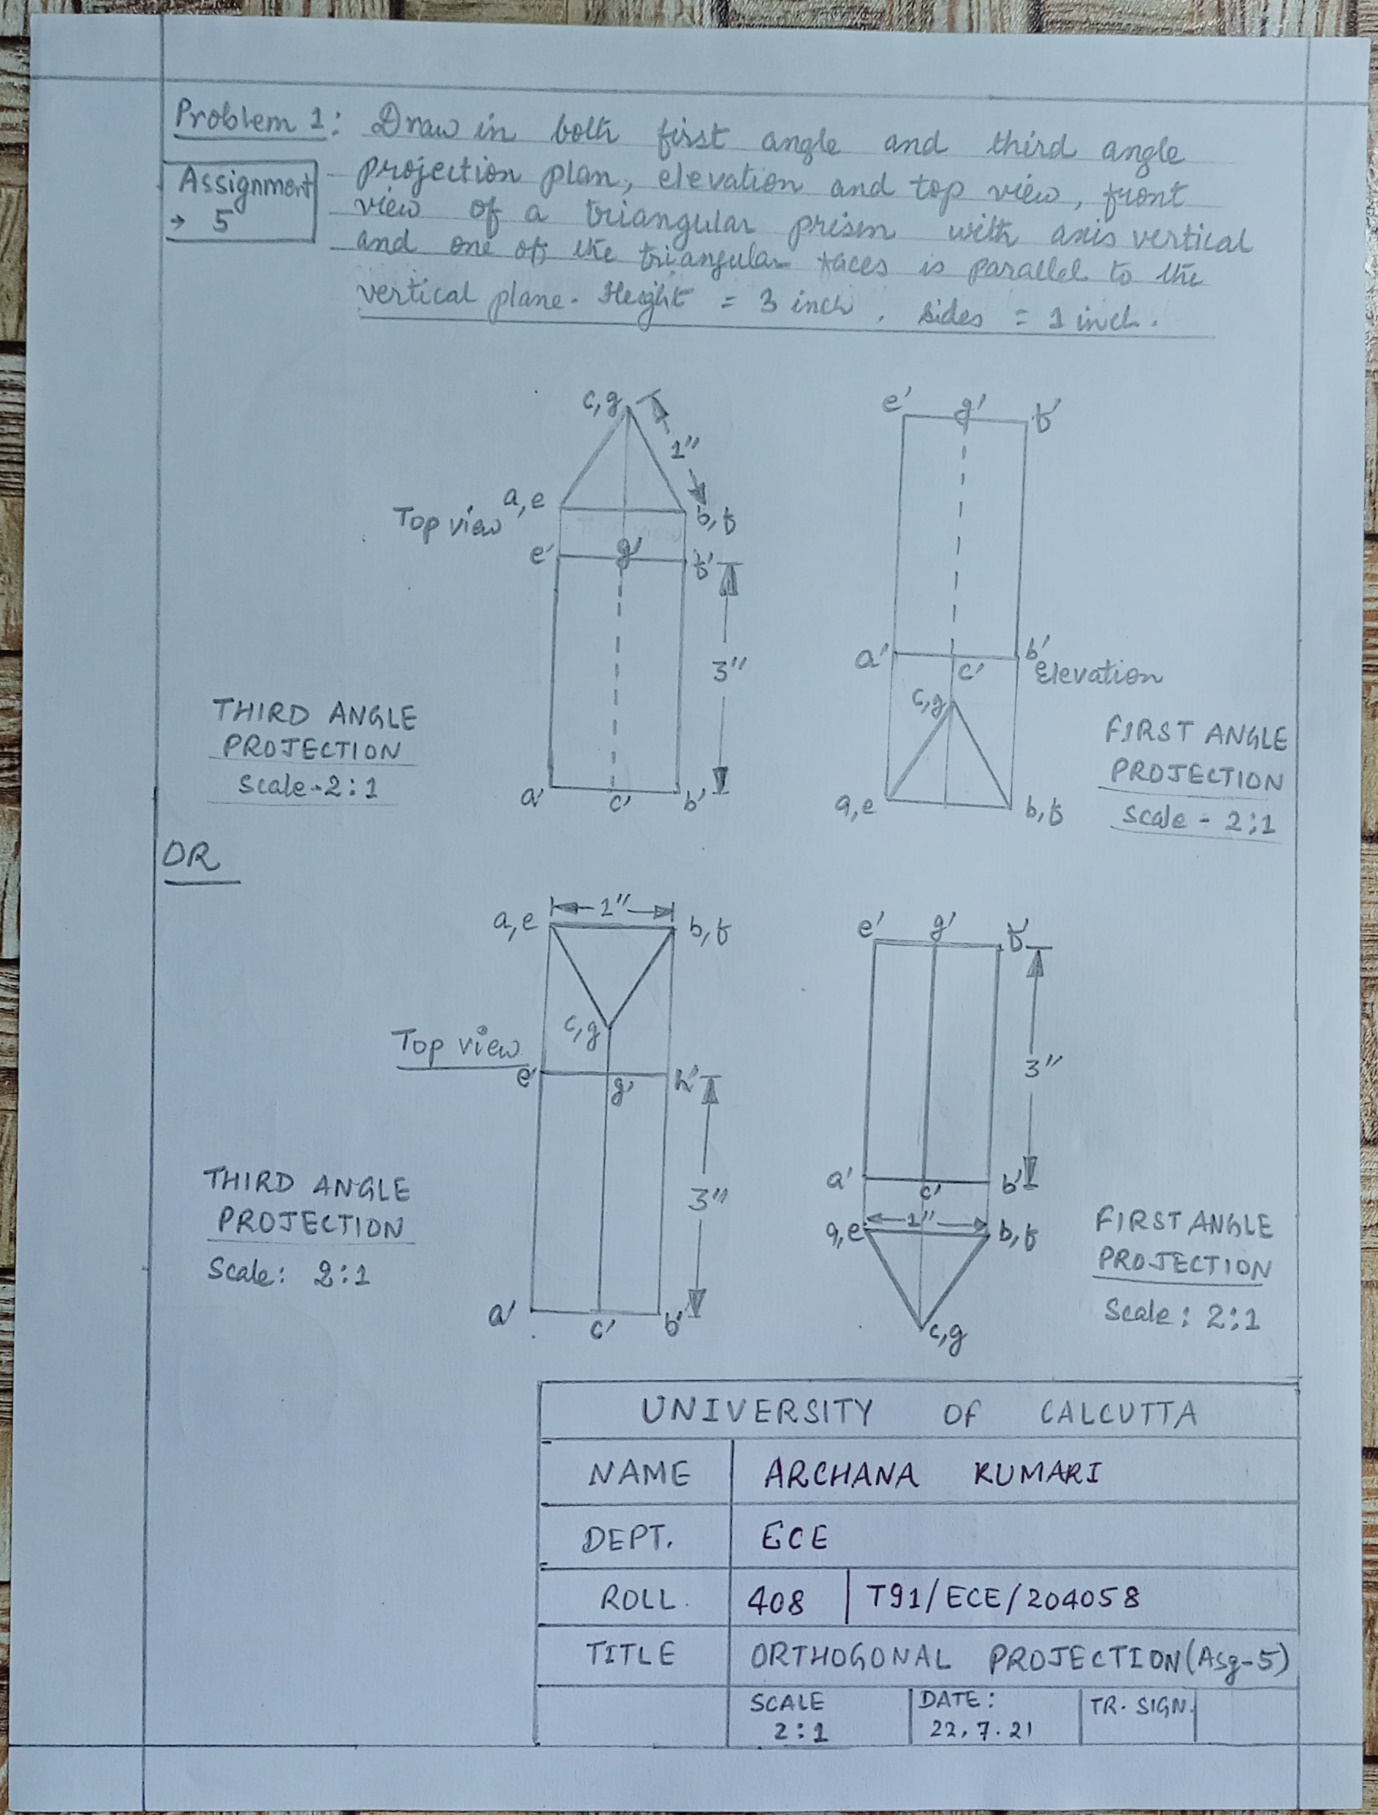 Problem 1: Draw in both first angle and third angle
Assignment → 5
projection plan, elevation and top view, front
view of a triangular prism with axis vertical
and one of the triangular faces is parallel to the
vertical plane. Height = 3 inch, sides = 1 inch.
c,g
1"
a,e
b,f
Top view
e' g' f'
3"
a' c' b'
THIRD ANGLE
PROJECTION
Scale-2:1
e' g' f'
a' c' b'
Elevation
c,g
a,e
b,f
FIRST ANGLE
PROJECTION
Scale - 2:1
OR
a,e 1" b,f
c,g
Top view
e' g' h'
3"
a' c' b'
THIRD ANGLE
PROJECTION
Scale: 2:1
e' g' f'
3"
a' c' b'
a,e 1" b,f
c,g
FIRST ANGLE
PROJECTION
Scale: 2:1
UNIVERSITY OF CALCUTTA
NAME ARCHANA KUMARI
DEPT. ECE
ROLL. 408 T91/ECE/204058
TITLE ORTHOGONAL PROJECTION(Asg-5)
SCALE DATE: TR. SIGN.
2:1 22.7.21